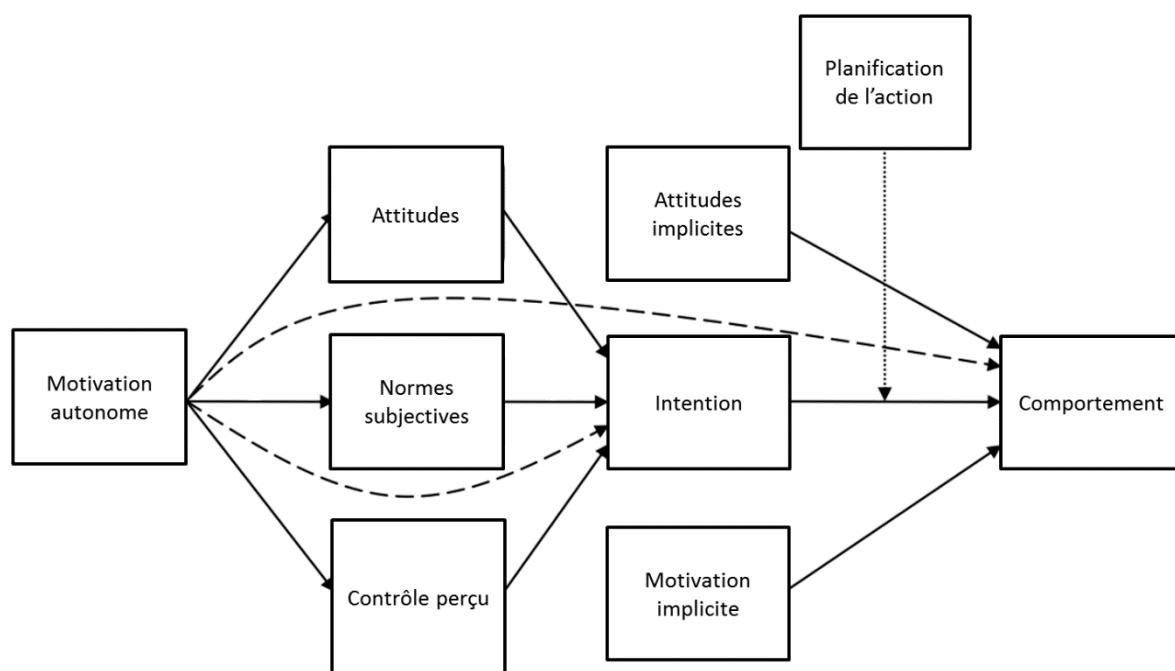 Planification
de l’action
Attitudes
Attitudes
implicites
Motivation
autonome
Normes
subjectives
Intention
Comportement
Contrôle perçu
Motivation
implicite